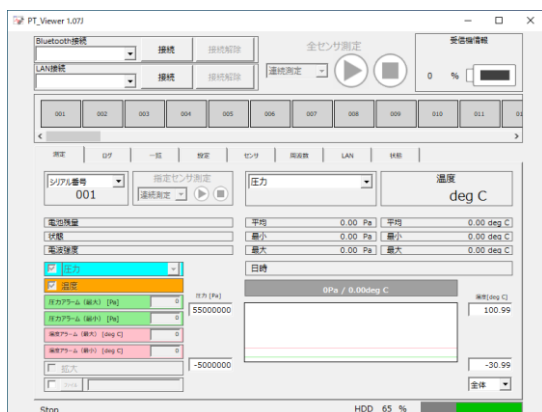 PT_Viewer 1.07J
Bluetooth接続
接続
接続解除
LAN接続
接続
接続解除
全センサ測定
連続測定
受信機情報
0 %
001 002 003 004 005 006 007 008 009 010 011 01
測定 ログ 一覧 設定 センサ 周波数 LAN 状態
シリアル番号
001
指定センサ測定
連続測定
圧力
温度
deg C
電池残量
状態
電波強度
平均 0.00 Pa 平均 0.00 deg C
最小 0.00 Pa 最小 0.00 deg C
最大 0.00 Pa 最大 0.00 deg C
日時
圧力
温度
圧力アラーム (最大) [Pa] 0
圧力アラーム (最小) [Pa] 0
温度アラーム (最大) [deg C] 0
温度アラーム (最小) [deg C] 0
拡大
圧力 [Pa]
55000000
-5000000
0Pa / 0.00deg C
温度[deg C]
100.99
-30.99
全体
Stop
HDD 65 %